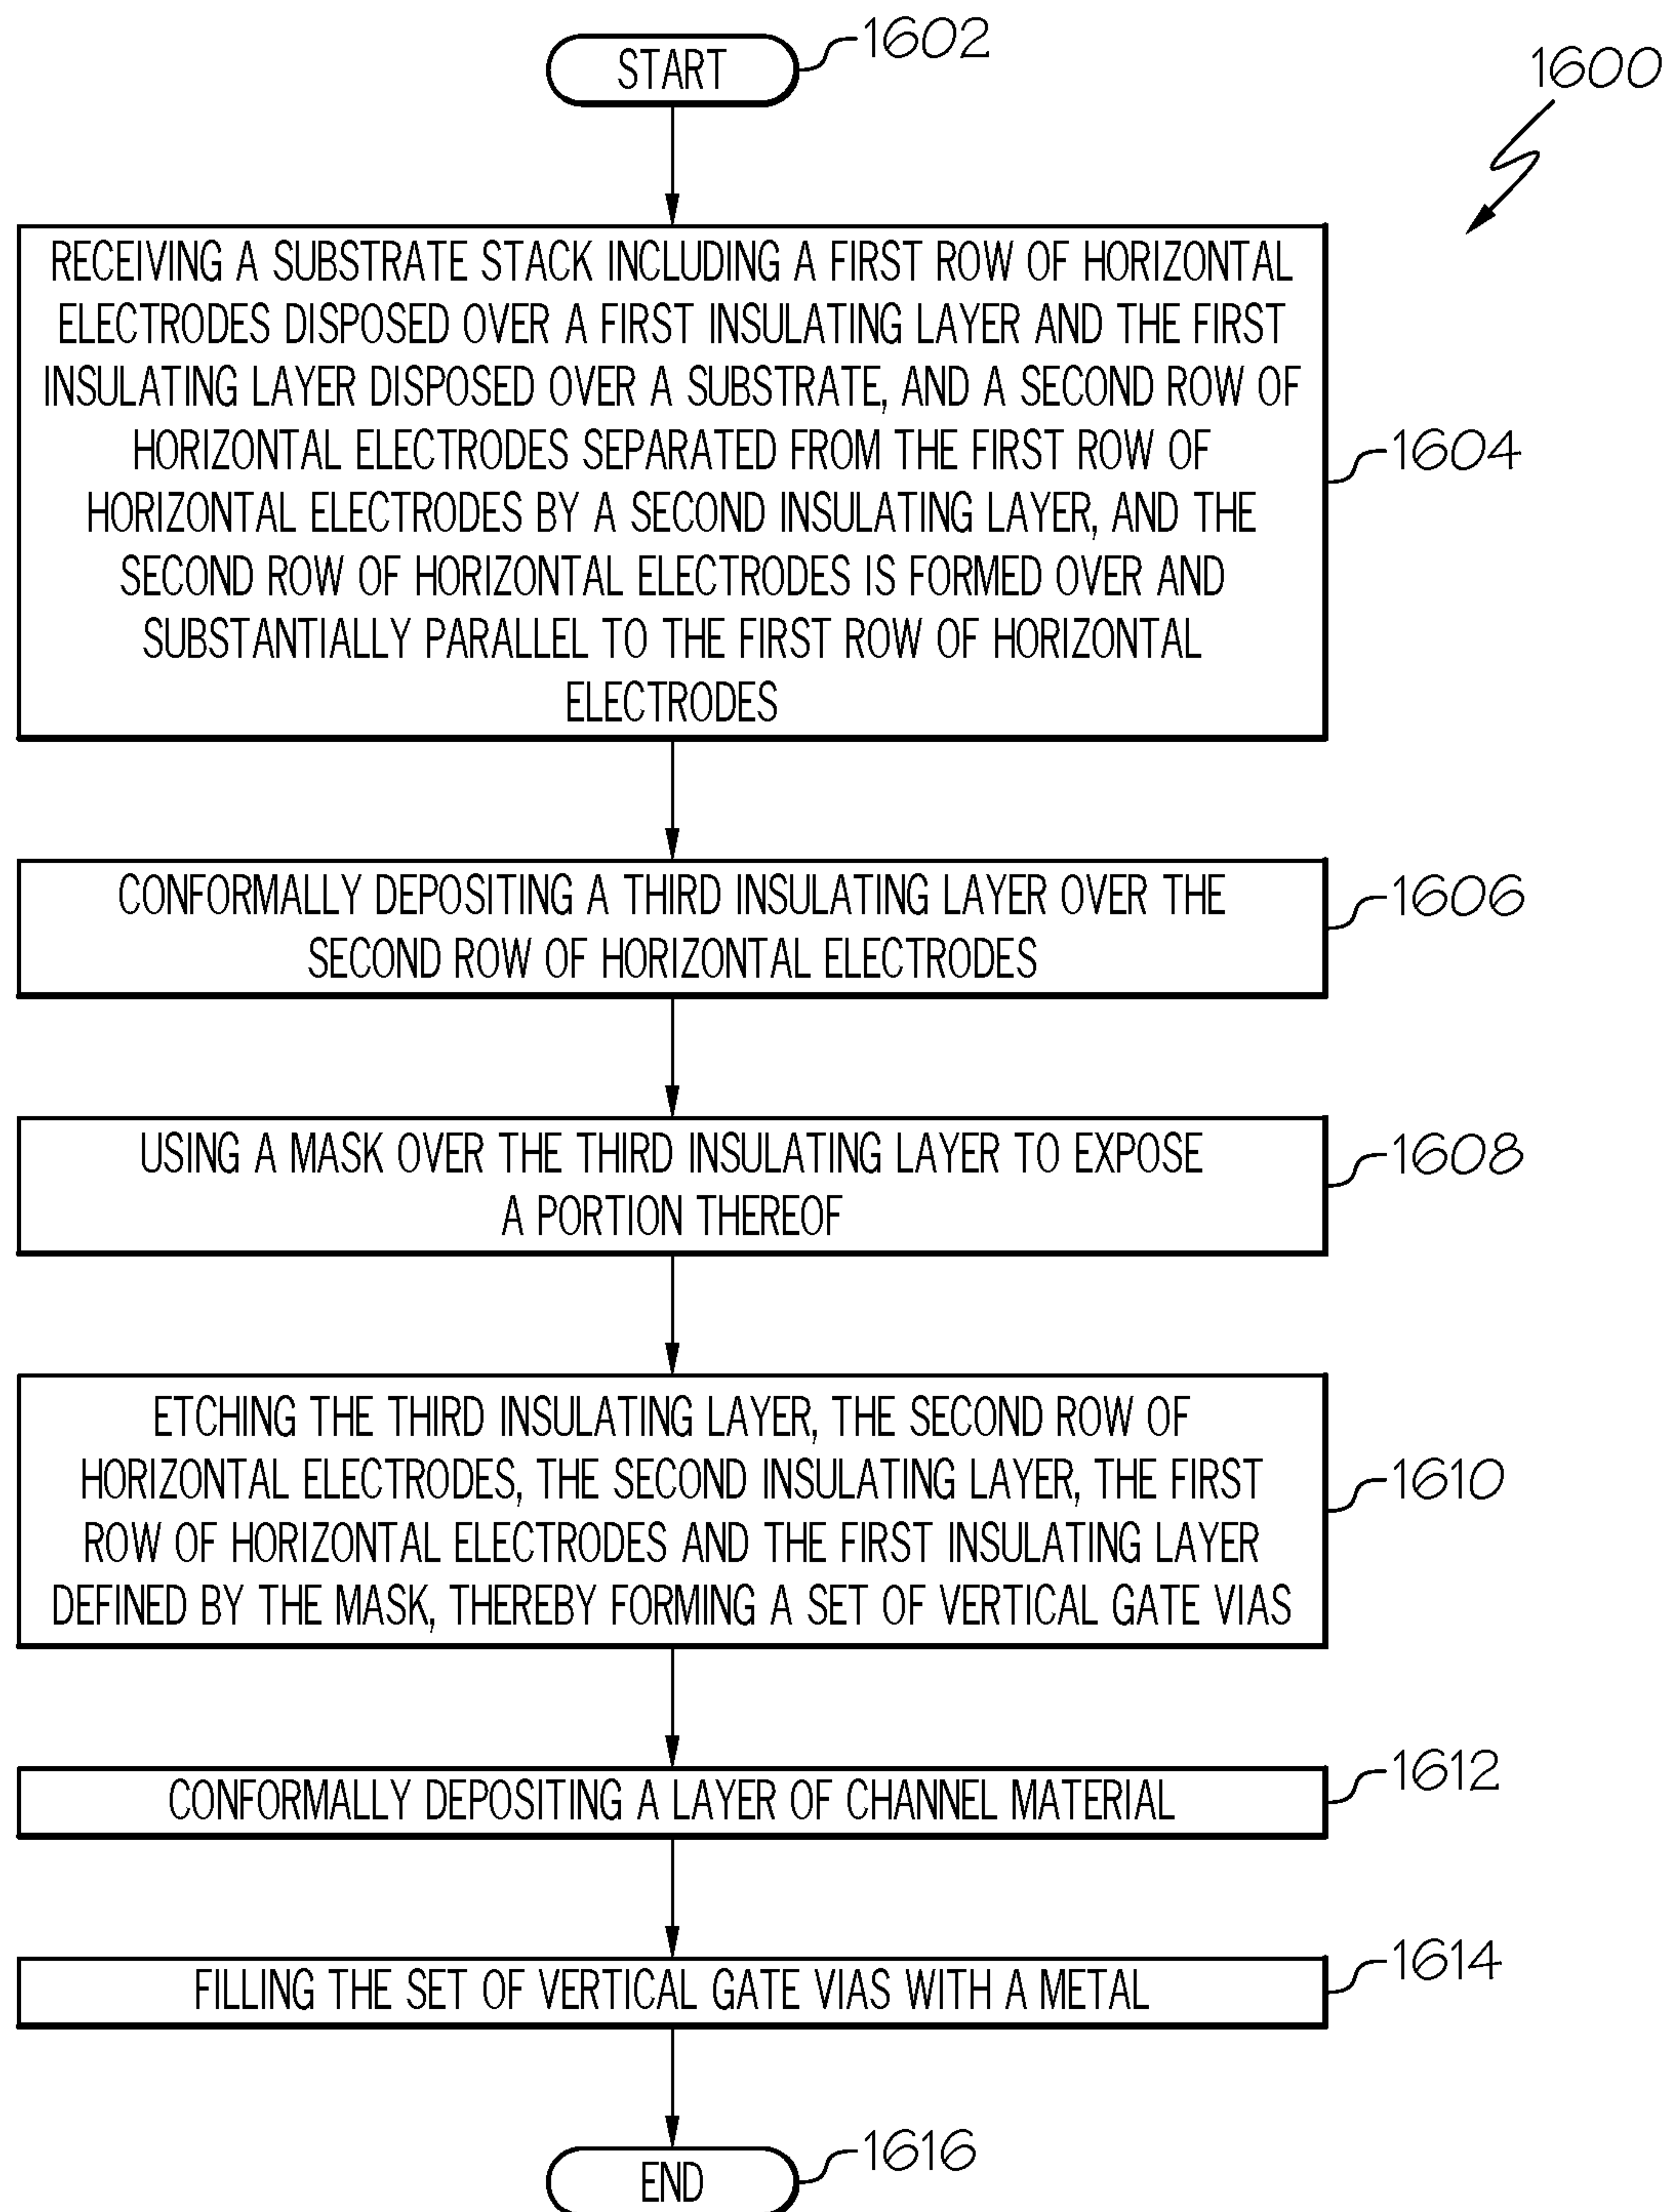 START
1602
1600
RECEIVING A SUBSTRATE STACK INCLUDING A FIRST ROW OF HORIZONTAL
ELECTRODES DISPOSED OVER A FIRST INSULATING LAYER AND THE FIRST
INSULATING LAYER DISPOSED OVER A SUBSTRATE, AND A SECOND ROW OF
HORIZONTAL ELECTRODES SEPARATED FROM THE FIRST ROW OF
HORIZONTAL ELECTRODES BY A SECOND INSULATING LAYER, AND THE
SECOND ROW OF HORIZONTAL ELECTRODES IS FORMED OVER AND
SUBSTANTIALLY PARALLEL TO THE FIRST ROW OF HORIZONTAL
ELECTRODES
1604
CONFORMALLY DEPOSITING A THIRD INSULATING LAYER OVER THE
SECOND ROW OF HORIZONTAL ELECTRODES
1606
USING A MASK OVER THE THIRD INSULATING LAYER TO EXPOSE
A PORTION THEREOF
1608
ETCHING THE THIRD INSULATING LAYER, THE SECOND ROW OF
HORIZONTAL ELECTRODES, THE SECOND INSULATING LAYER, THE FIRST
ROW OF HORIZONTAL ELECTRODES AND THE FIRST INSULATING LAYER
DEFINED BY THE MASK, THEREBY FORMING A SET OF VERTICAL GATE VIAS
1610
CONFORMALLY DEPOSITING A LAYER OF CHANNEL MATERIAL
1612
FILLING THE SET OF VERTICAL GATE VIAS WITH A METAL
1614
END
1616